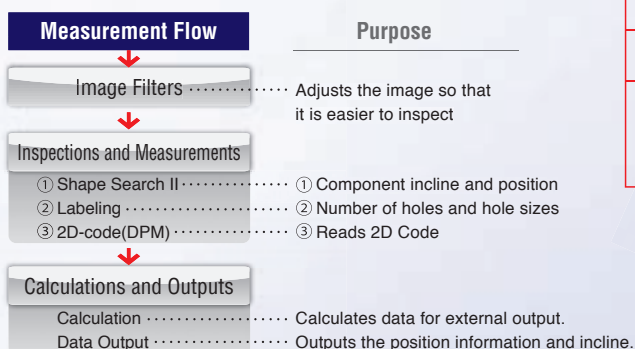 Measurement Flow Purpose
Image Filters ・・・・・・・・・・・・・ Adjusts the image so that
it is easier to inspect
Inspections and Measurements
① Shape Search II ・・・・・・・・・・・・・ ① Component incline and position
② Labeling ・・・・・・・・・・・・・・・・・・・ ② Number of holes and hole sizes
③ 2D-code(DPM) ・・・・・・・・・・・・・ ③ Reads 2D Code
Calculations and Outputs
Calculation ・・・・・・・・・・・・・・・・・ Calculates data for external output.
Data Output ・・・・・・・・・・・・・・・・ Outputs the position information and incline.